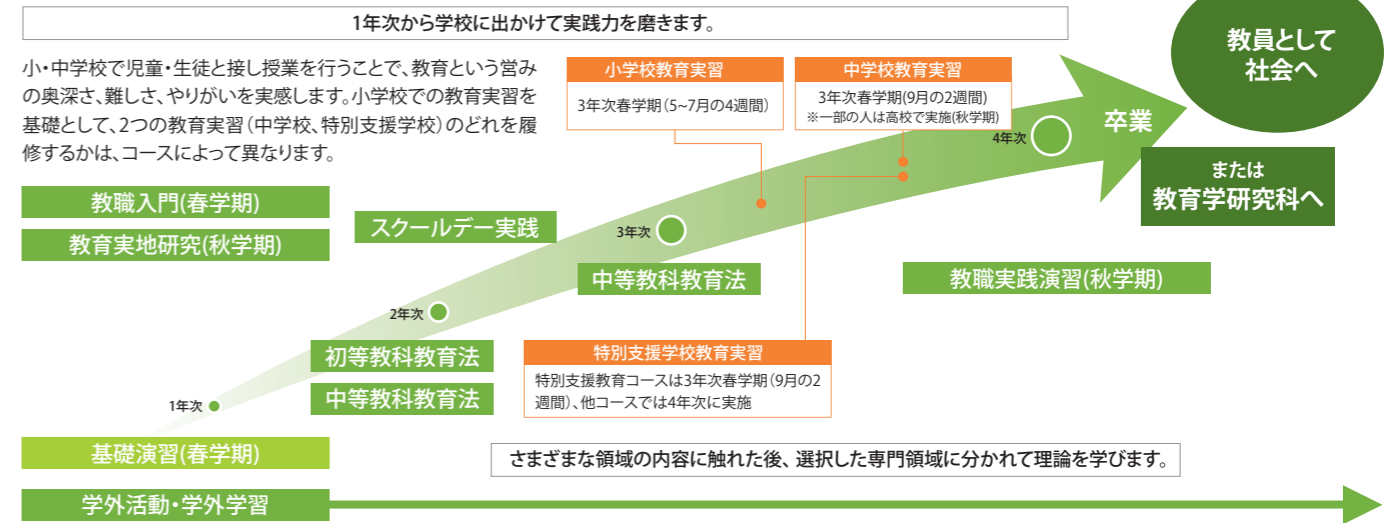 1年次から学校に出かけて実践力を磨きます。
小・中学校で児童・生徒と接し授業を行うことで、教育という営み
の奥深さ、難しさ、やりがいを実感します。小学校での教育実習を
基礎として、2つの教育実習(中学校、特別支援学校)のどれを履
修するかは、コースによって異なります。
小学校教育実習
3年次春学期(5~7月の4週間)
中学校教育実習
3年次春学期(9月の2週間)
※一部の人は高校で実施(秋学期)
教員として
社会へ
卒業
4年次
または
教育学研究科へ
教職入門(春学期)
教育実地研究(秋学期)
スクールデー実践
3年次
中等教科教育法
教職実践演習(秋学期)
2年次
初等教科教育法
中等教科教育法
特別支援学校教育実習
特別支援教育コースは3年次春学期(9月の2
週間)、他コースでは4年次に実施
1年次
基礎演習(春学期)
さまざまな領域の内容に触れた後、選択した専門領域に分かれて理論を学びます。
学外活動・学外学習